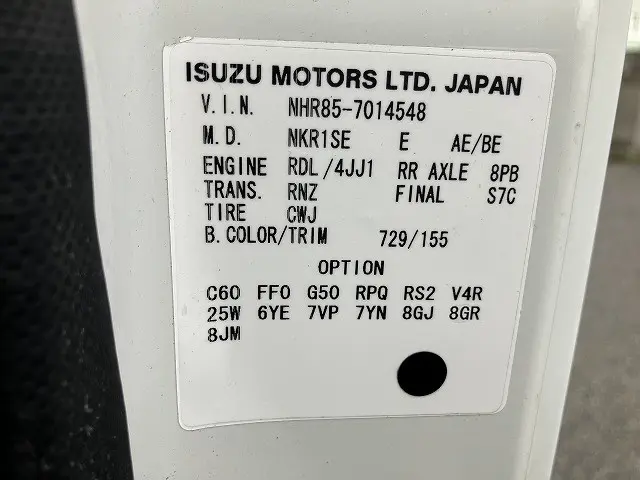 ISUZU MOTORS LTD. JAPAN
V.I.N. NHR85-7014548
M.D. NKR1SE E AE/BE
ENGINE RDL/4JJ1 RR AXLE 8PB
TRANS. RNZ FINAL S7C
TIRE CWJ
B.COLOR/TRIM 729/155
OPTION
C60 FF0 G50 RPQ RS2 V4R
25W 6YE 7VP 7YN 8GJ 8GR
8JM